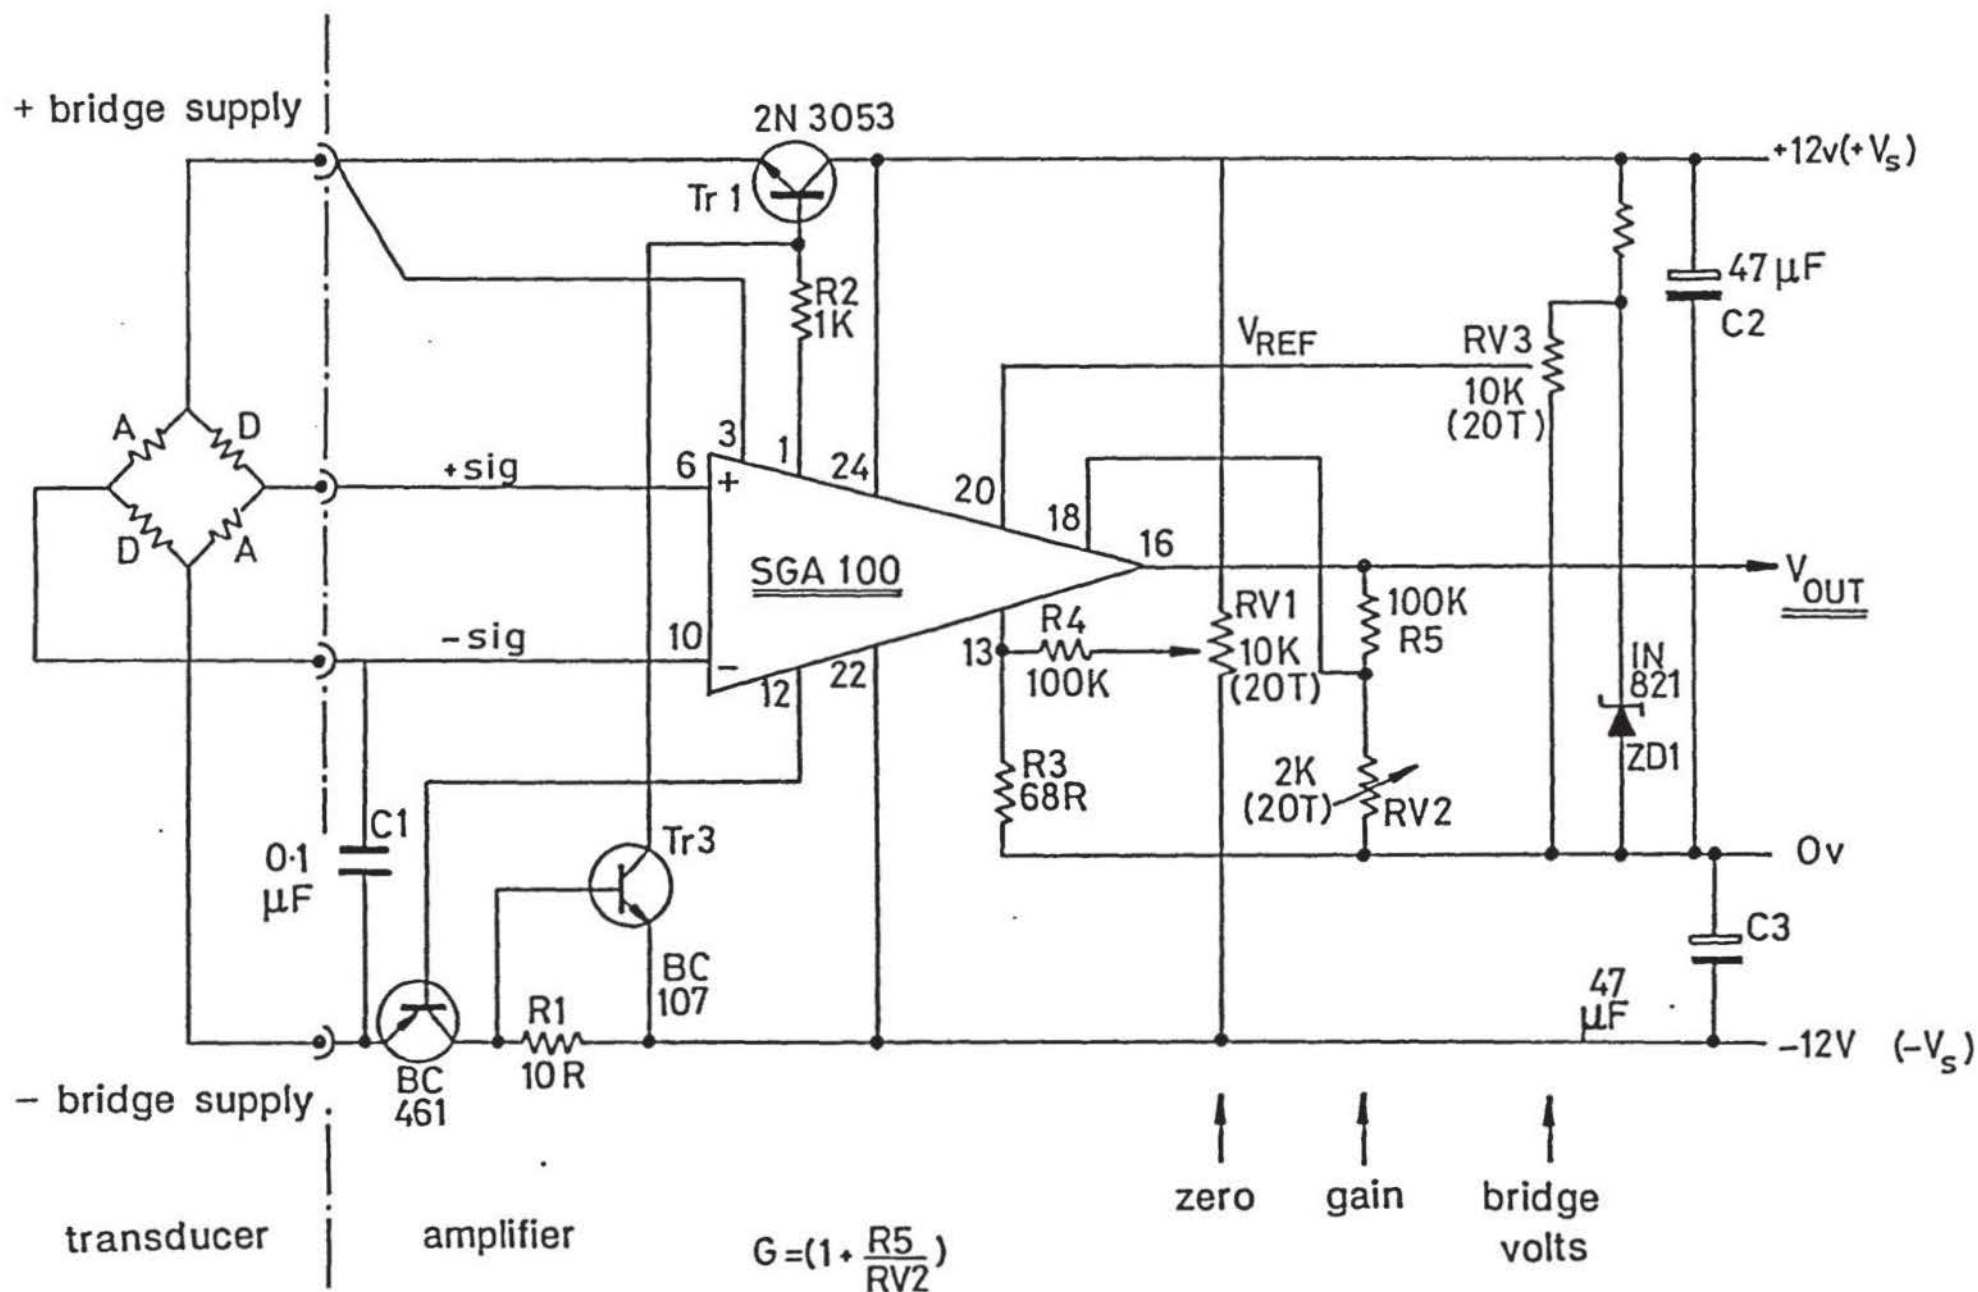 + bridge supply
2N 3053
+12v(+Vs)
Tr 1
R2
1K
47 µF
C2
VREF
RV3
10K
(20T)
A
D
D
A
+sig
6
3
1
24
20
18
16
+
SGA 100
VOUT
100K
R5
RV1
10K
(20T)
R4
100K
13
-sig
10
-
12
22
IN
821
ZD1
R3
68R
2K
(20T)
RV2
C1
0·1
µF
Tr3
0v
BC
107
C3
47
µF
R1
10R
BC
461
-12V (-Vs)
- bridge supply
zero
gain
bridge
volts
transducer
amplifier
G=(1+R5/RV2)